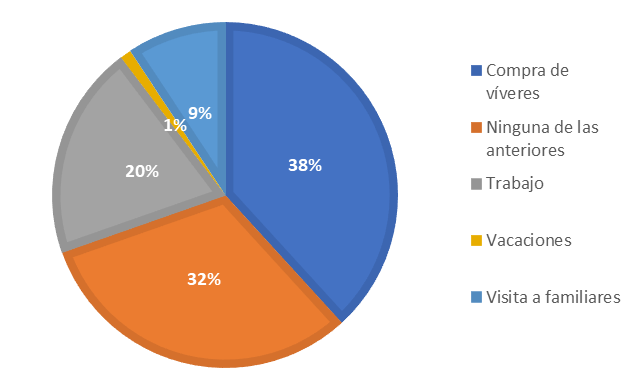 38%
32%
20%
1%
9%
Compra de
víveres
Ninguna de las
anteriores
Trabajo
Vacaciones
Visita a familiares